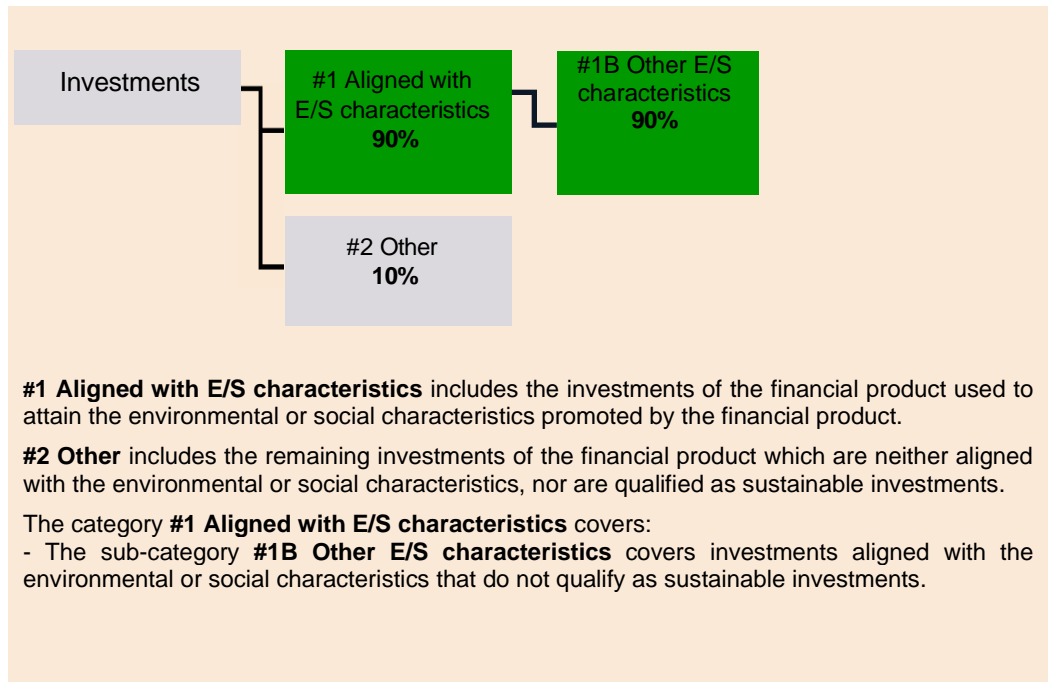 Investments
#1 Aligned with
E/S characteristics
90%
#1B Other E/S
characteristics
90%
#2 Other
10%
#1 Aligned with E/S characteristics includes the investments of the financial product used to
attain the environmental or social characteristics promoted by the financial product.
#2 Other includes the remaining investments of the financial product which are neither aligned
with the environmental or social characteristics, nor are qualified as sustainable investments.
The category #1 Aligned with E/S characteristics covers:
- The sub-category #1B Other E/S characteristics covers investments aligned with the
environmental or social characteristics that do not qualify as sustainable investments.